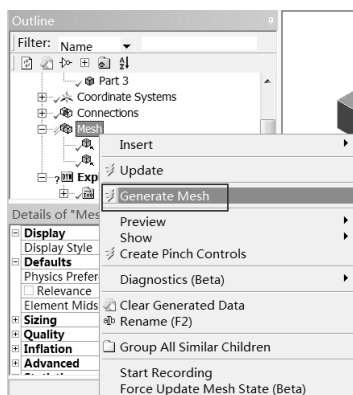 Outline
Filter: Name
Part 3
Coordinate Systems
Connections
Mesh
Insert
Update
Exp
Generate Mesh
Details of "Mes
Display
Display Style
Defaults
Physics Prefer
Relevance
Element Mids
Sizing
Quality
Inflation
Advanced
Preview
Show
Create Pinch Controls
Diagnostics (Beta)
Clear Generated Data
Rename (F2)
Group All Similar Children
Start Recording
Force Update Mesh State (Beta)